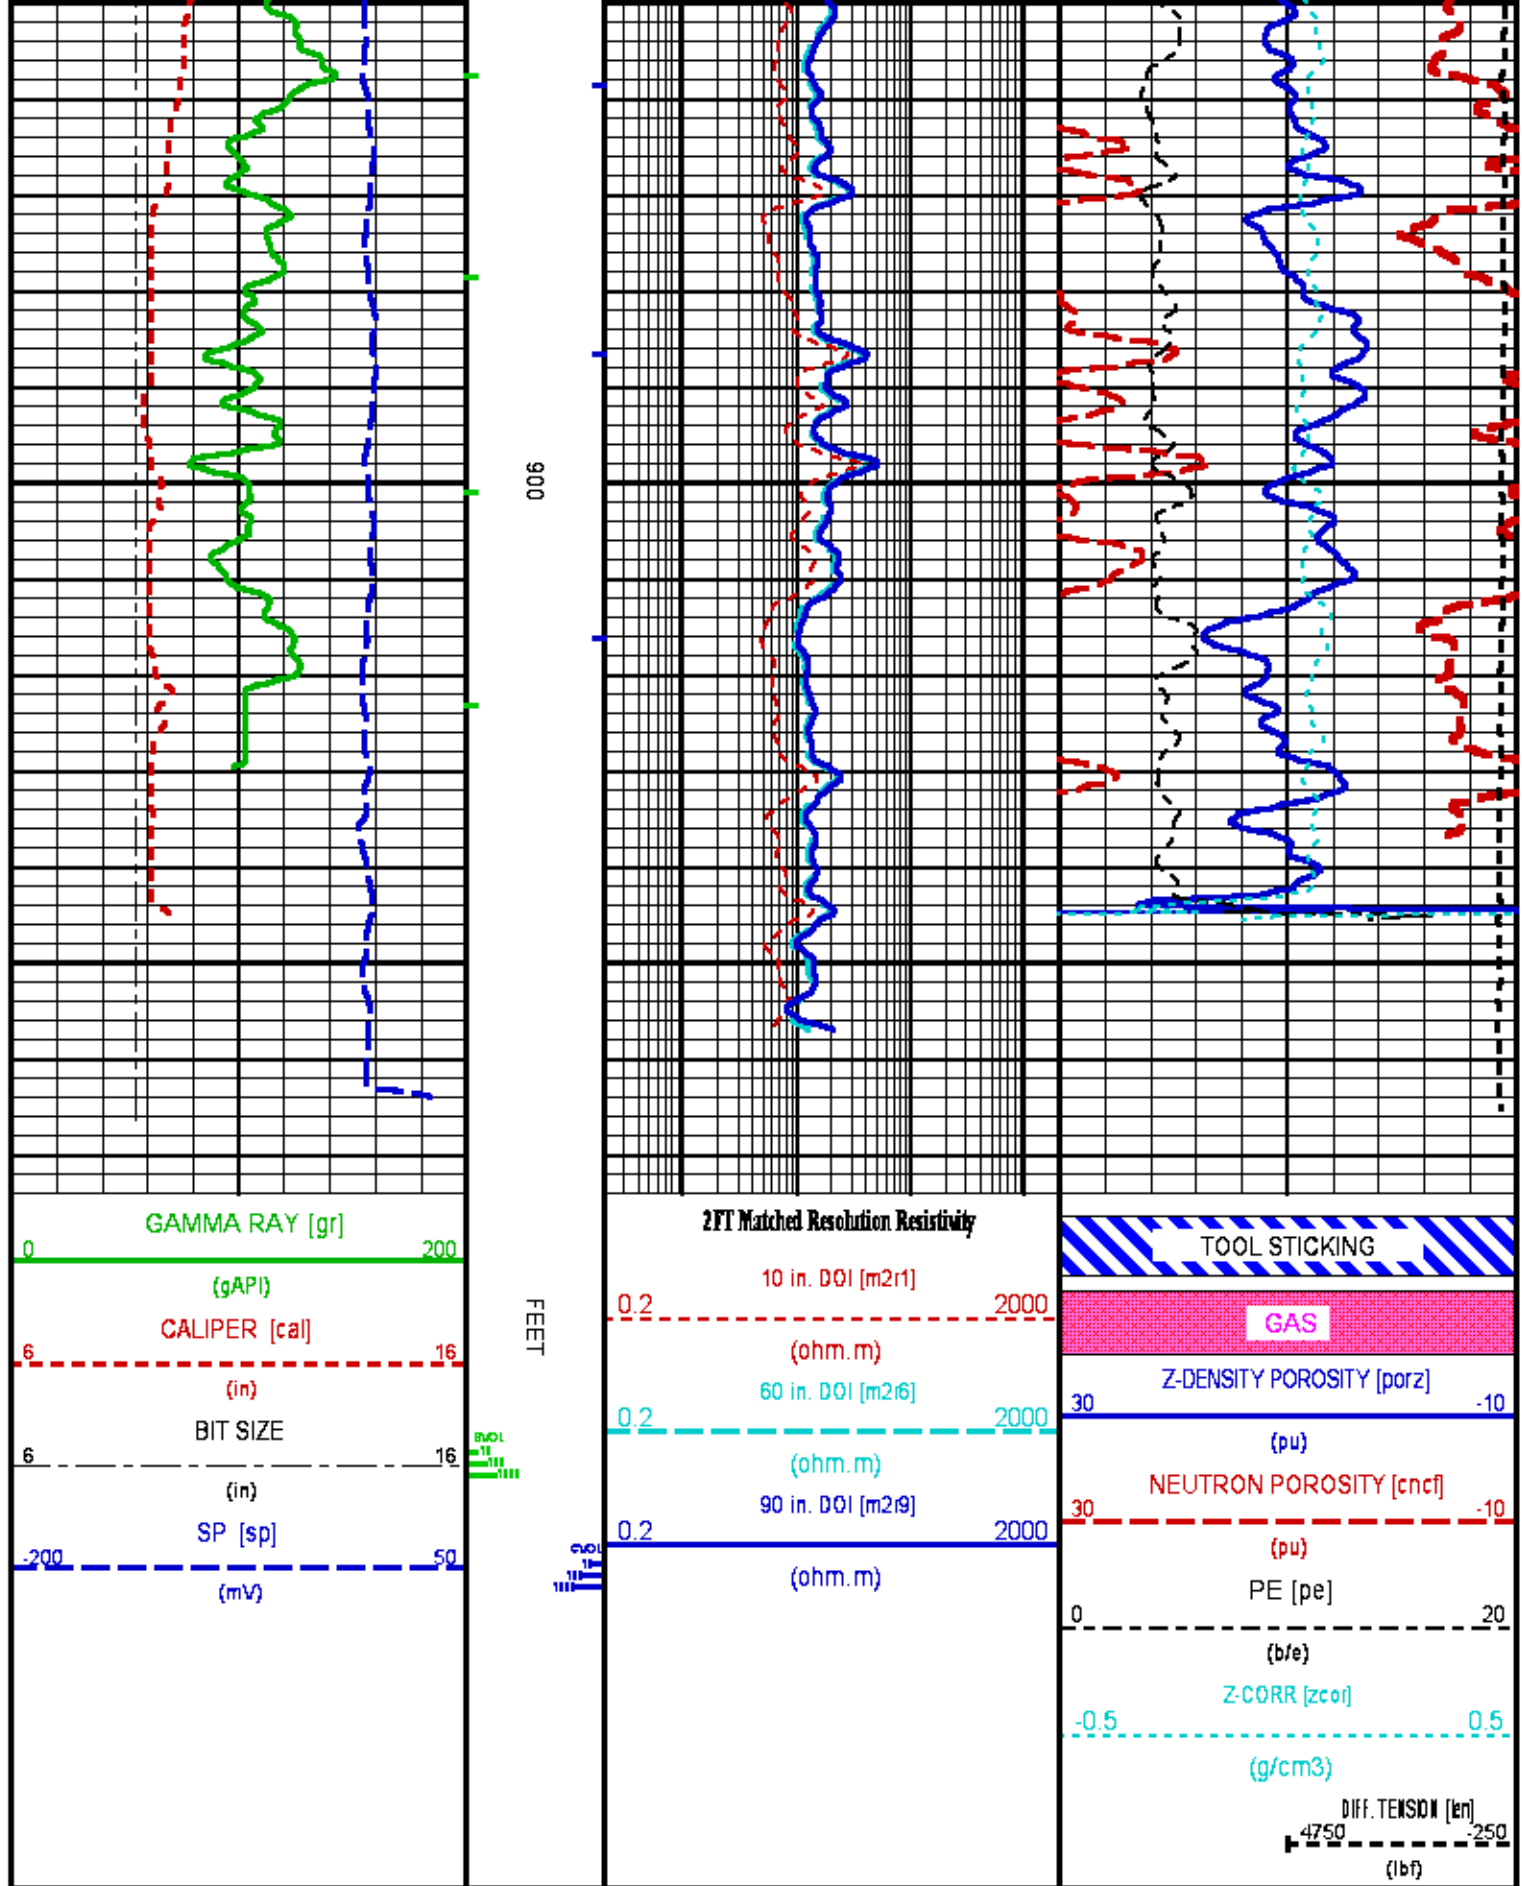 900
GAMMA RAY [gr]
0 200
(gAPI)
CALIPER [cal]
6 16
(in)
BIT SIZE
6 16
(in)
SP [sp]
-200 50
(mV)
FEET
2FT Matched Resolution Resistivity
10 in. DOI [m2r1]
0.2 2000
(ohm.m)
60 in. DOI [m2r6]
0.2 2000
(ohm.m)
90 in. DOI [m2r9]
0.2 2000
(ohm.m)
TOOL STICKING
GAS
Z-DENSITY POROSITY [porz]
30 -10
(pu)
NEUTRON POROSITY [cncf]
30 -10
(pu)
PE [pe]
0 20
(b/e)
Z-CORR [zcor]
-0.5 0.5
(g/cm3)
DIFF. TENSION [ten]
4750 -250
(lbf)